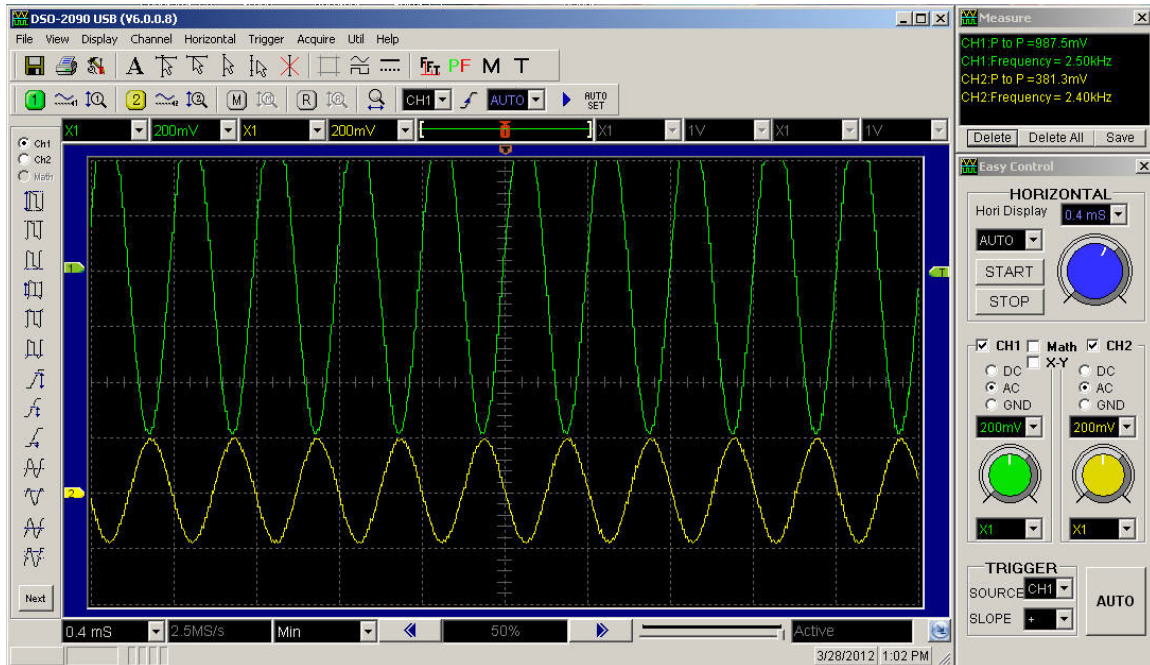 DSO-2090 USB (V6.0.0.8)
File View Display Channel Horizontal Trigger Acquire Util Help
A FFT PF M T
1 2 M R CH1 AUTO AUTO SET
X1 200mV X1 200mV X1 1V X1 1V
Ch1
Ch2
Math
1
T
2
Next
0.4 mS 2.5MS/s Min 50% Active
3/28/2012 1:02 PM
Measure
CH1:P to P =987.5mV
CH1:Frequency = 2.50kHz
CH2:P to P =381.3mV
CH2:Frequency = 2.40kHz
Delete Delete All Save
Easy Control
HORIZONTAL
Hori Display 0.4 mS
AUTO
START
STOP
CH1 Math CH2
X-Y
DC DC
AC AC
GND GND
200mV 200mV
X1 X1
TRIGGER
SOURCE CH1
SLOPE +
AUTO